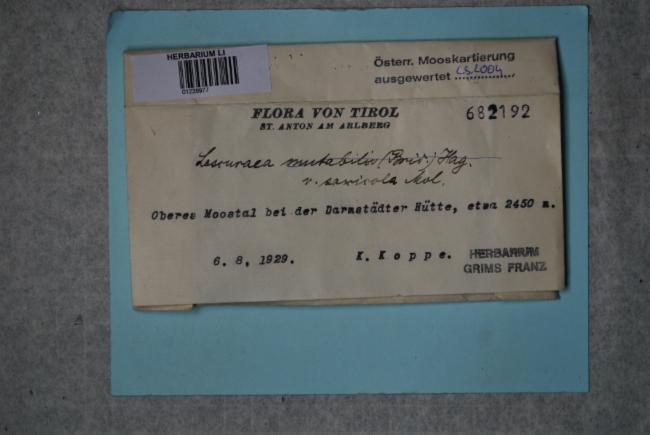 HERBARIUM LI
01239977
Österr. Mooskartierung
ausgewertet
FLORA VON TIROL
ST. ANTON AM ARLBERG
682192
Lescuraea mutabilis (Brid.) Hag.
v. saxicola Mol.
Oberes Moostal bei der Darmstädter Hütte, etwa 2450 m.
6. 8. 1929.
K. Koppe.
HERBARIUM
GRIMS FRANZ